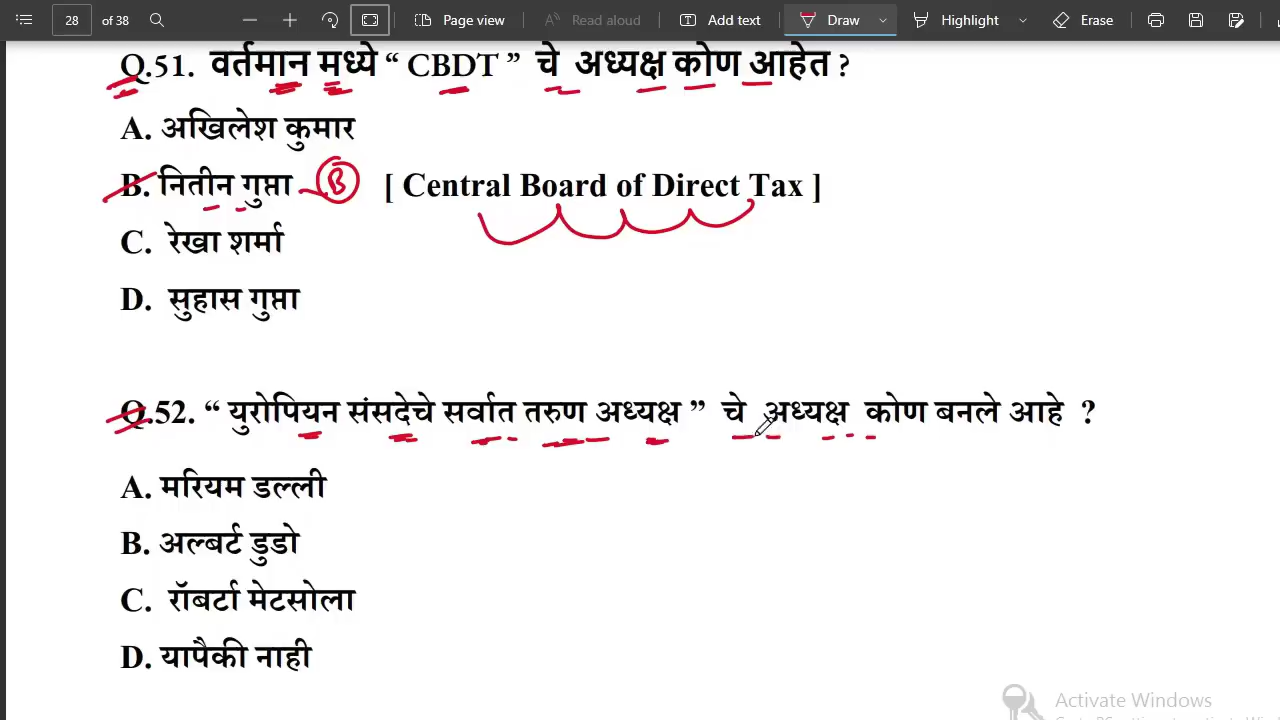 28 of 38 Page view Read aloud Add text Draw Highlight Erase
Q.51. वर्तमान मध्ये “ CBDT ” चे अध्यक्ष कोण आहेत ?
A. अखिलेश कुमार
B. नितीन गुप्ता B [ Central Board of Direct Tax ]
C. रेखा शर्मा
D. सुहास गुप्ता
Q.52. “ युरोपियन संसदेचे सर्वात तरुण अध्यक्ष ” चे अध्यक्ष कोण बनले आहे ?
A. मरियम डल्ली
B. अल्बर्ट डुडो
C. रॉबर्टा मेटसोला
D. यापैकी नाही
Activate Windows